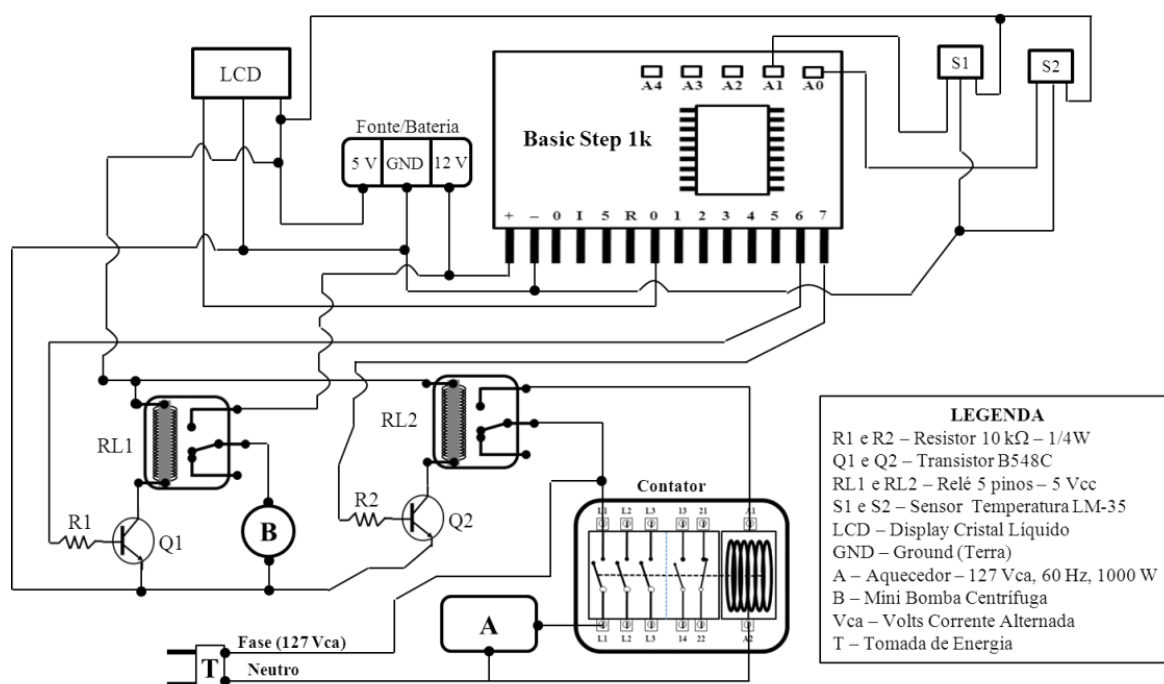 LCD
Fonte/Bateria
5 V GND 12 V
A4 A3 A2 A1 A0
Basic Step 1k
+ – 0 I 5 R 0 1 2 3 4 5 6 7
S1
S2
RL1
RL2
R1
Q1
B
R2
Q2
Contator
L1 L2 L3 13 21 A1
L1 L2 L3 14 22 A2
A
Fase (127 Vca)
T
Neutro
LEGENDA
R1 e R2 – Resistor 10 kΩ – 1/4W
Q1 e Q2 – Transistor B548C
RL1 e RL2 – Relé 5 pinos – 5 Vcc
S1 e S2 – Sensor Temperatura LM-35
LCD – Display Cristal Líquido
GND – Ground (Terra)
A – Aquecedor – 127 Vca, 60 Hz, 1000 W
B – Mini Bomba Centrífuga
Vca – Volts Corrente Alternada
T – Tomada de Energia